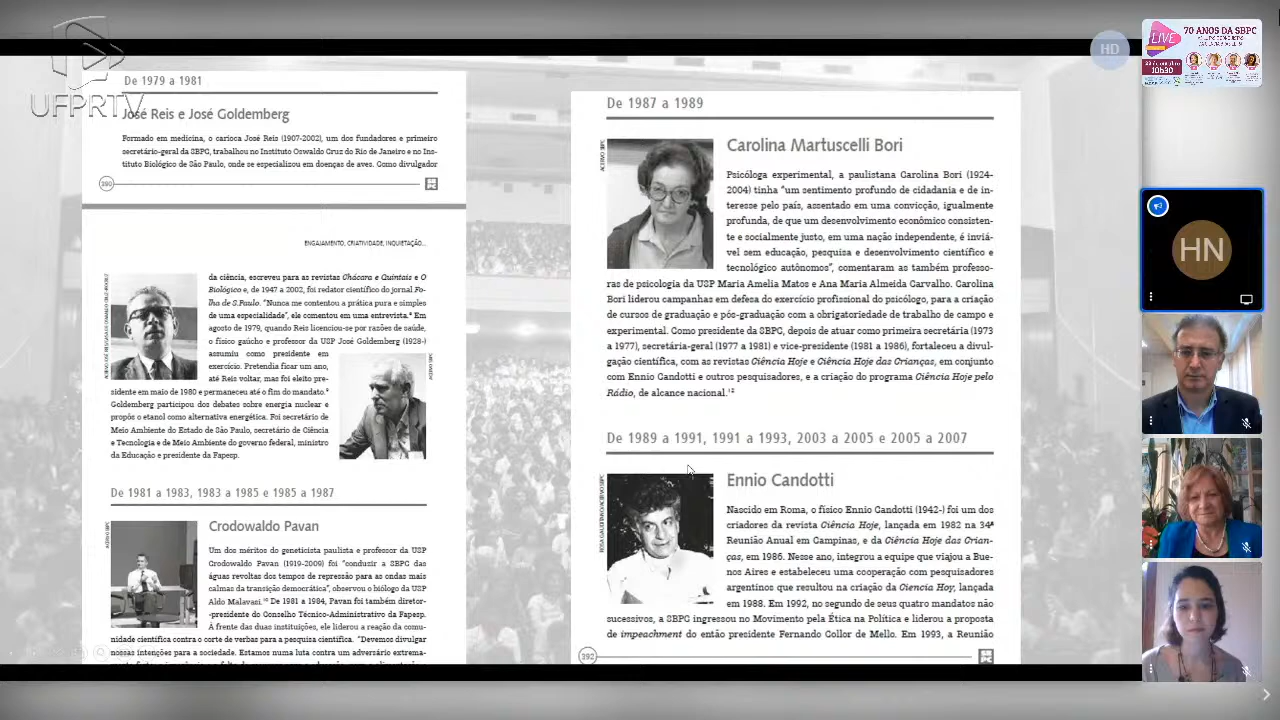 UFPRTV
HD
LIVE
70 ANOS DA SBPC
10h30
HN
De 1979 a 1981
José Reis e José Goldemberg
Formado em medicina, o carioca José Reis (1907-2002), um dos fundadores e primeiro
secretário-geral da SBPC, trabalhou no Instituto Oswaldo Cruz do Rio de Janeiro e no Ins-
tituto Biológico de São Paulo, onde se especializou em doenças de aves. Como divulgador
390
ENGAJAMENTO, CRIATIVIDADE, INQUIETAÇÃO...
da ciência, escreveu para as revistas Chácara e Quintais e O
Biológico e, de 1947 a 2002, foi redator científico do jornal Fo-
lha de S.Paulo. "Nunca me contentou a prática pura e simples
de uma especialidade", ele comentou em uma entrevista.⁸ Em
agosto de 1979, quando Reis licenciou-se por razões de saúde,
o físico gaúcho e professor da USP José Goldemberg (1928-)
assumiu como presidente em
exercício. Pretendia ficar um ano,
até Reis voltar, mas foi eleito pre-
sidente em maio de 1980 e permaneceu até o fim do mandato.⁹
Goldemberg participou dos debates sobre energia nuclear e
propôs o etanol como alternativa energética. Foi secretário de
Meio Ambiente do Estado de São Paulo, secretário de Ciência
e Tecnologia e de Meio Ambiente do governo federal, ministro
da Educação e presidente da Fapesp.
De 1981 a 1983, 1983 a 1985 e 1985 a 1987
ACERVO SBPC
Crodowaldo Pavan
Um dos méritos do geneticista paulista e professor da USP
Crodowaldo Pavan (1919-2009) foi "conduzir a SBPC das
águas revoltas dos tempos de repressão para as ondas mais
calmas da transição democrática", observou o biólogo da USP
Aldo Malavasi.¹⁰ De 1981 a 1984, Pavan foi também diretor-
-presidente do Conselho Técnico-Administrativo da Fapesp.
À frente das duas instituições, ele liderou a reação da comu-
nidade científica contra o corte de verbas para a pesquisa científica. "Devemos divulgar
nossas intenções para a sociedade. Estamos numa luta contra um adversário extrema-
De 1987 a 1989
ACERVO SBPC
Carolina Martuscelli Bori
Psicóloga experimental, a paulistana Carolina Bori (1924-
2004) tinha "um sentimento profundo de cidadania e de in-
teresse pelo país, assentado em uma convicção, igualmente
profunda, de que um desenvolvimento econômico consisten-
te e socialmente justo, em uma nação independente, é inviá-
vel sem educação, pesquisa e desenvolvimento científico e
tecnológico autônomos", comentaram as também professo-
ras de psicologia da USP Maria Amelia Matos e Ana Maria Almeida Carvalho. Carolina
Bori liderou campanhas em defesa do exercício profissional do psicólogo, para a criação
de cursos de graduação e pós-graduação com a obrigatoriedade de trabalho de campo e
experimental. Como presidente da SBPC, depois de atuar como primeira secretária (1973
a 1977), secretária-geral (1977 a 1981) e vice-presidente (1981 a 1986), fortaleceu a divul-
gação científica, com as revistas Ciência Hoje e Ciência Hoje das Crianças, em conjunto
com Ennio Candotti e outros pesquisadores, e a criação do programa Ciência Hoje pelo
Rádio, de alcance nacional.¹²
De 1989 a 1991, 1991 a 1993, 2003 a 2005 e 2005 a 2007
Ennio Candotti
Nascido em Roma, o físico Ennio Candotti (1942-) foi um dos
criadores da revista Ciência Hoje, lançada em 1982 na 34ª
Reunião Anual em Campinas, e da Ciência Hoje das Crian-
ças, em 1986. Nesse ano, integrou a equipe que viajou a Bue-
nos Aires e estabeleceu uma cooperação com pesquisadores
argentinos que resultou na criação da Ciencia Hoy, lançada
em 1988. Em 1992, no segundo de seus quatro mandatos não
sucessivos, a SBPC ingressou no Movimento pela Ética na Política e liderou a proposta
de impeachment do então presidente Fernando Collor de Mello. Em 1993, a Reunião
392